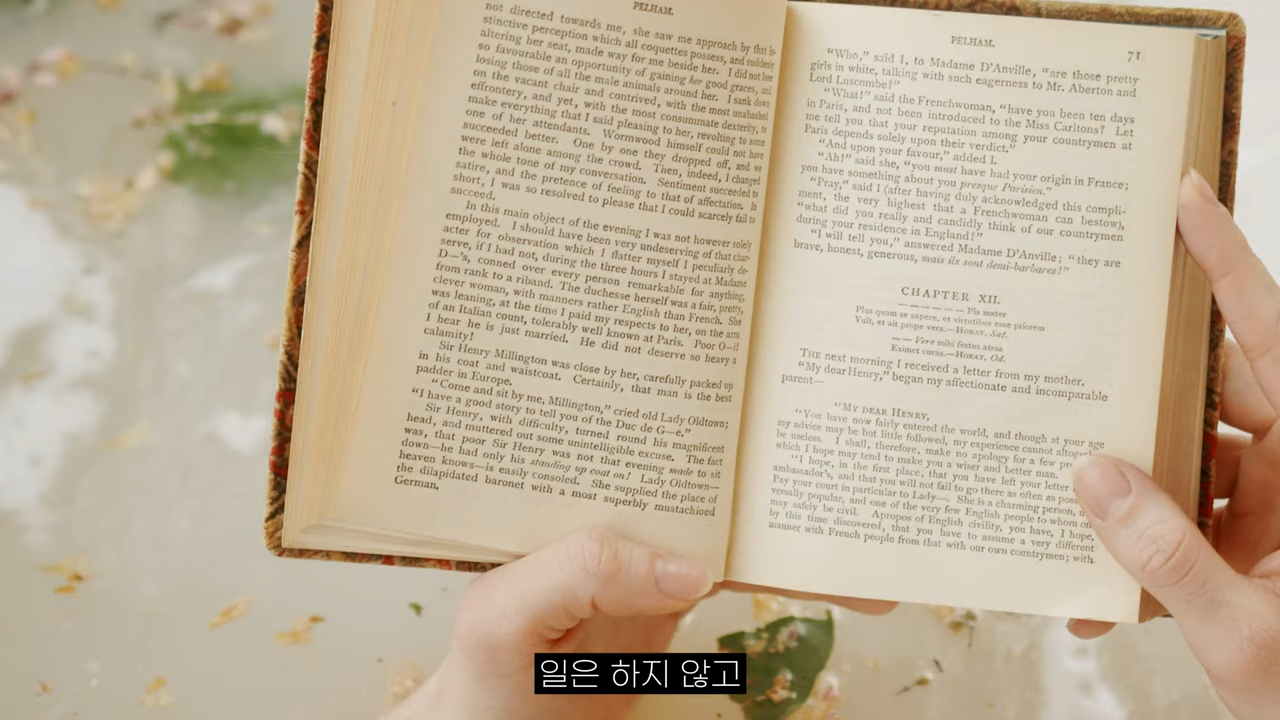 PELHAM.
not directed towards me, she saw me approach by that in-
stinctive perception which all coquettes possess, and suddenly
altering her seat, made way for me beside her. I did not lose
so favourable an opportunity of gaining her good graces, and
losing those of all the male animals around her. I sank down
on the vacant chair and contrived, with the most unabashed
effrontery, and yet, with the most consummate dexterity, to
make everything that I said pleasing to her, revolting to some
one of her attendants. Wormwood himself could not have
succeeded better. One by one they dropped off, and we
were left alone among the crowd. Then, indeed, I changed
the whole tone of my conversation. Sentiment succeeded to
satire, and the pretence of feeling to that of affectation. In
short, I was so resolved to please that I could scarcely fail to
succeed.
In this main object of the evening I was not however solely
employed. I should have been very undeserving of that char-
acter for observation which I flatter myself I peculiarly de-
serve, if I had not, during the three hours I stayed at Madame
D—'s, conned over every person remarkable for anything,
from rank to a riband. The duchesse herself was a fair, pretty,
clever woman, with manners rather English than French. She
was leaning, at the time I paid my respects to her, on the arm
of an Italian count, tolerably well known at Paris. Poor O—i!
I hear he is just married. He did not deserve so heavy a
calamity!
Sir Henry Millington was close by her, carefully packed up
in his coat and waistcoat. Certainly, that man is the best
padder in Europe.
"Come and sit by me, Millington," cried old Lady Oldtown;
"I have a good story to tell you of the Duc de G—e."
Sir Henry, with difficulty, turned round his magnificent
head, and muttered out some unintelligible excuse. The fact
was, that poor Sir Henry was not that evening made to sit
down—he had only his standing up coat on! Lady Oldtown—
heaven knows—is easily consoled. She supplied the place of
the dilapidated baronet with a most superbly mustachioed
German.
PELHAM. 71
"Who," said I, to Madame D'Anville, "are those pretty
girls in white, talking with such eagerness to Mr. Aberton and
Lord Luscombe?"
"What!" said the Frenchwoman, "have you been ten days
in Paris, and not been introduced to the Miss Carltons? Let
me tell you that your reputation among your countrymen at
Paris depends solely upon their verdict."
"And upon your favour," added I.
"Ah!" said she, "you must have had your origin in France;
you have something about you presque Parisien."
"Pray," said I (after having duly acknowledged this compli-
ment, the very highest that a Frenchwoman can bestow),
"what did you really and candidly think of our countrymen
during your residence in England?"
"I will tell you," answered Madame D'Anville; "they are
brave, honest, generous, mais ils sont demi-barbares!"
CHAPTER XII.
— — — — — Pia mater
Plus quam se sapere, et virtutibus esse priorem
Vult, et ait prope vera.—HORAT. Sat.
— — Vere mihi festus atras
Eximet curas.—HORAT. Od.
THE next morning I received a letter from my mother.
"My dear Henry," began my affectionate and incomparable
parent—
"MY DEAR HENRY,
"You have now fairly entered the world, and though at your age
my advice may be but little followed, my experience cannot altogether
be useless. I shall, therefore, make no apology for a few
which I hope may tend to make you a wiser and better man.
"I hope, in the first place, that you have left your letter
ambassador's, and that you will not fail to go there as often as
Pay your court in particular to Lady—. She is a charming person,
versally popular, and one of the very few English people to whom one
may safely be civil. Apropos of English civility, you have, I hope,
by this time discovered, that you have to assume a very different
manner with French people from that with our own countrymen; with
일은 하지 않고